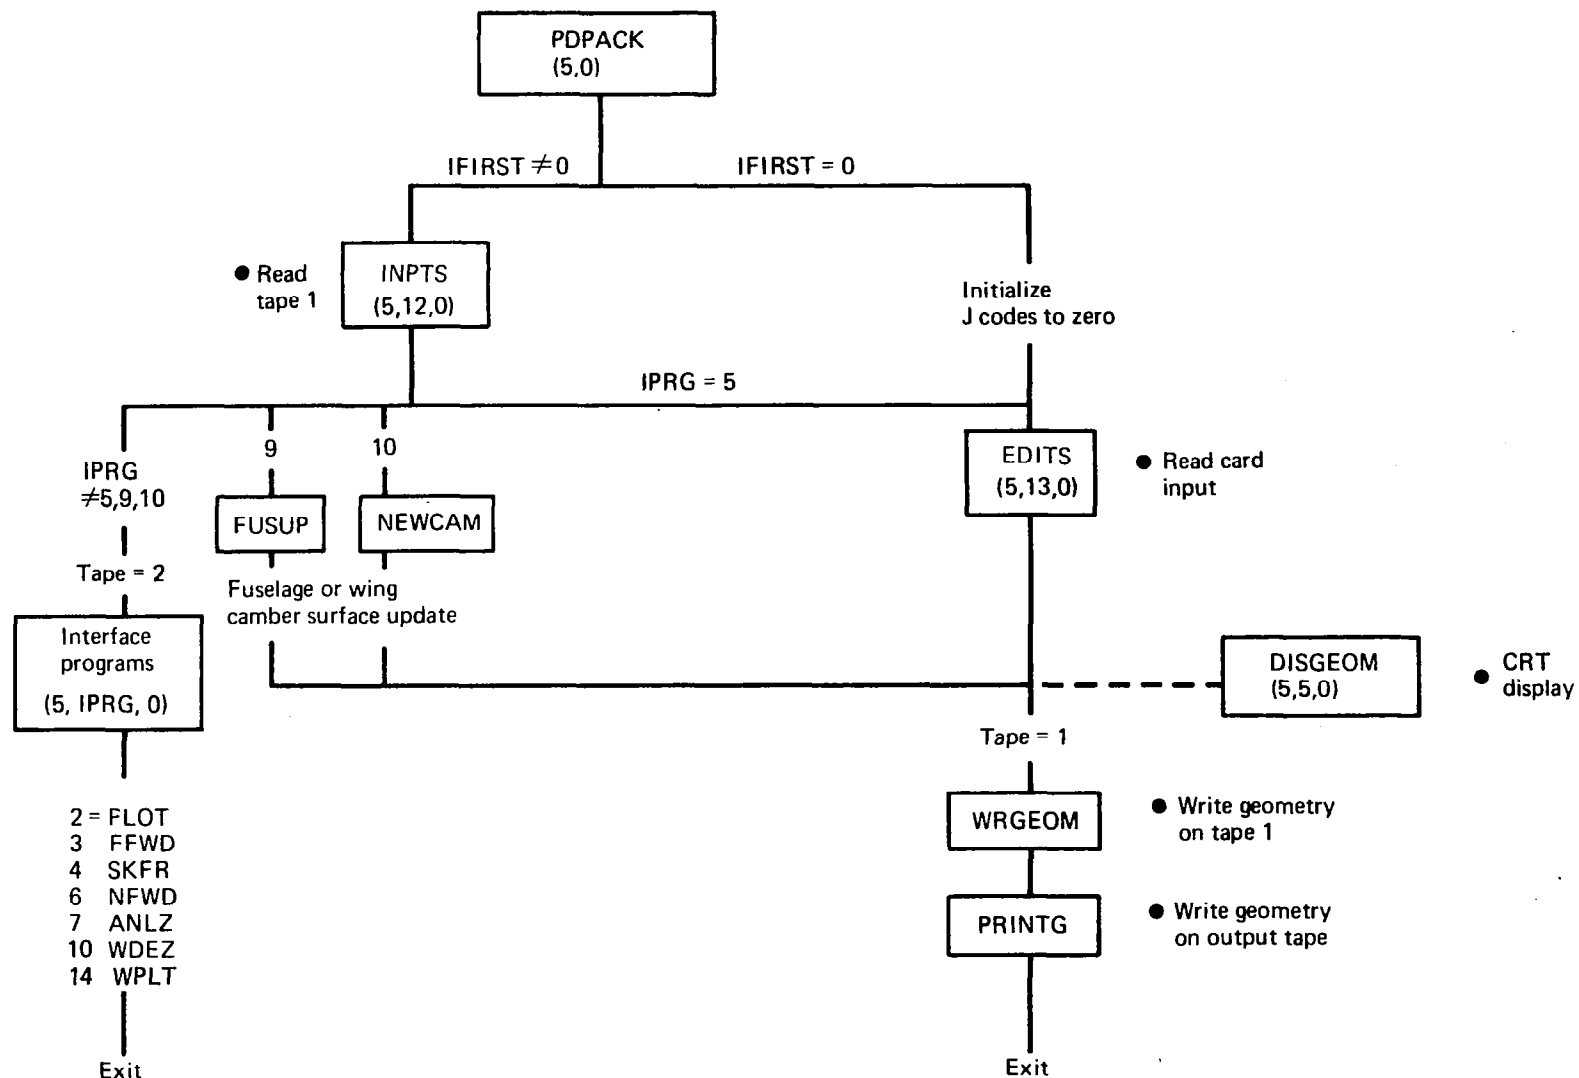 PDPACK
(5,0)
IFIRST ≠ 0
IFIRST = 0
● Read
tape 1
INPTS
(5,12,0)
Initialize
J codes to zero
IPRG = 5
IPRG
≠5,9,10
9
10
FUSUP
NEWCAM
EDITS
(5,13,0)
● Read card
input
Tape = 2
Fuselage or wing
camber surface update
Interface
programs
(5, IPRG, 0)
DISGEOM
(5,5,0)
● CRT
display
Tape = 1
2 = FLOT
3 FFWD
4 SKFR
6 NFWD
7 ANLZ
10 WDEZ
14 WPLT
WRGEOM
● Write geometry
on tape 1
PRINTG
● Write geometry
on output tape
Exit
Exit